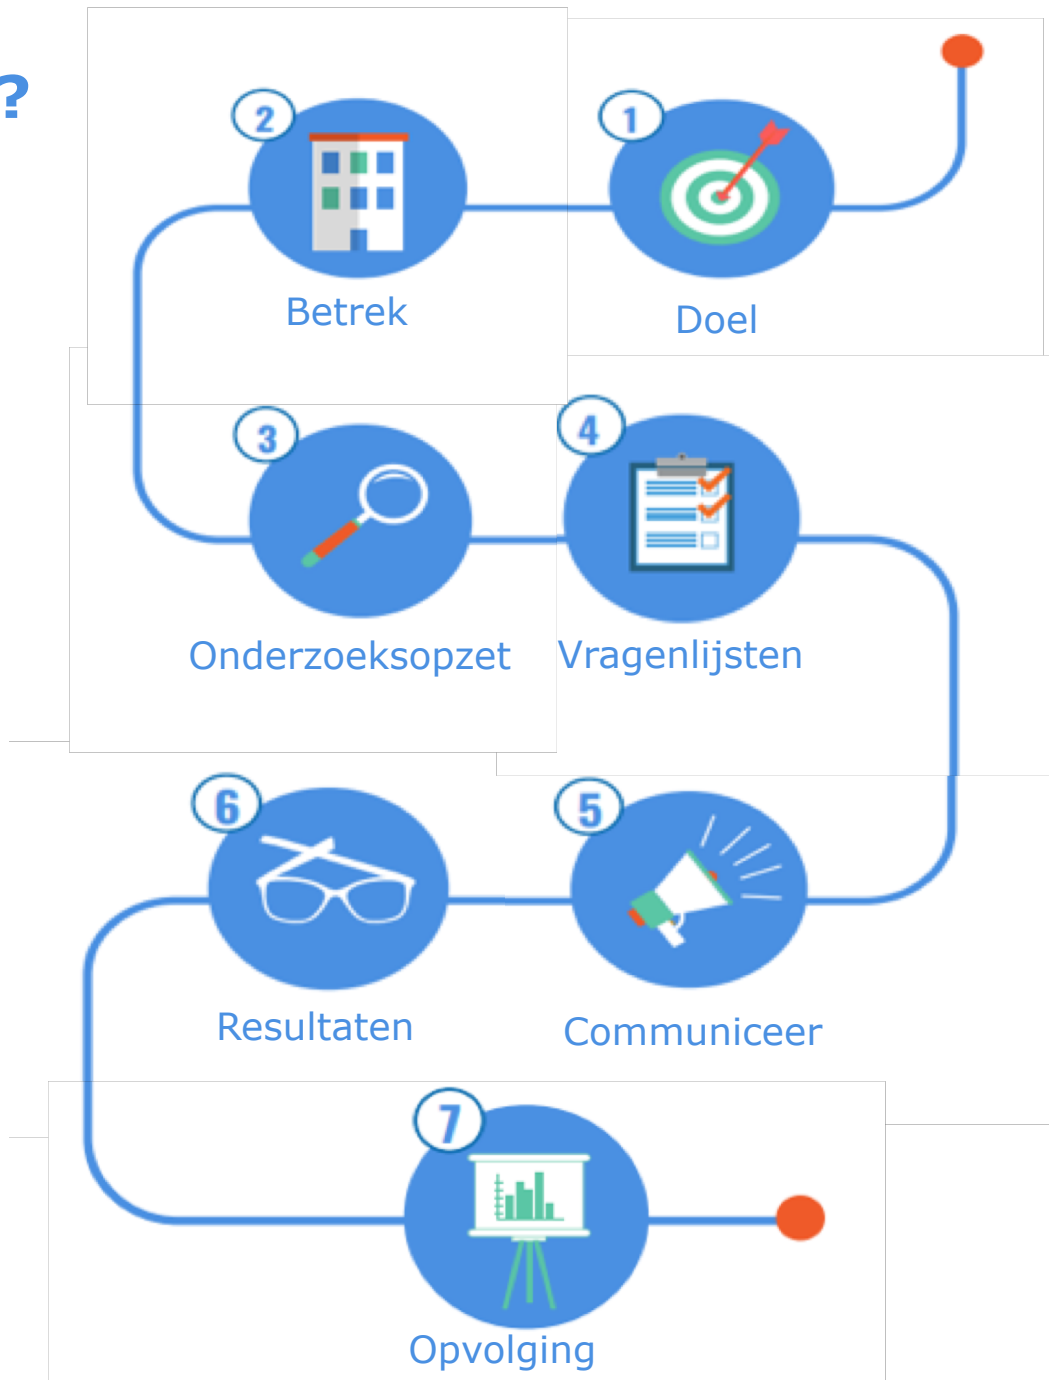 ?
1
Doel
2
Betrek
3
Onderzoeksopzet
4
Vragenlijsten
5
Communiceer
6
Resultaten
7
Opvolging